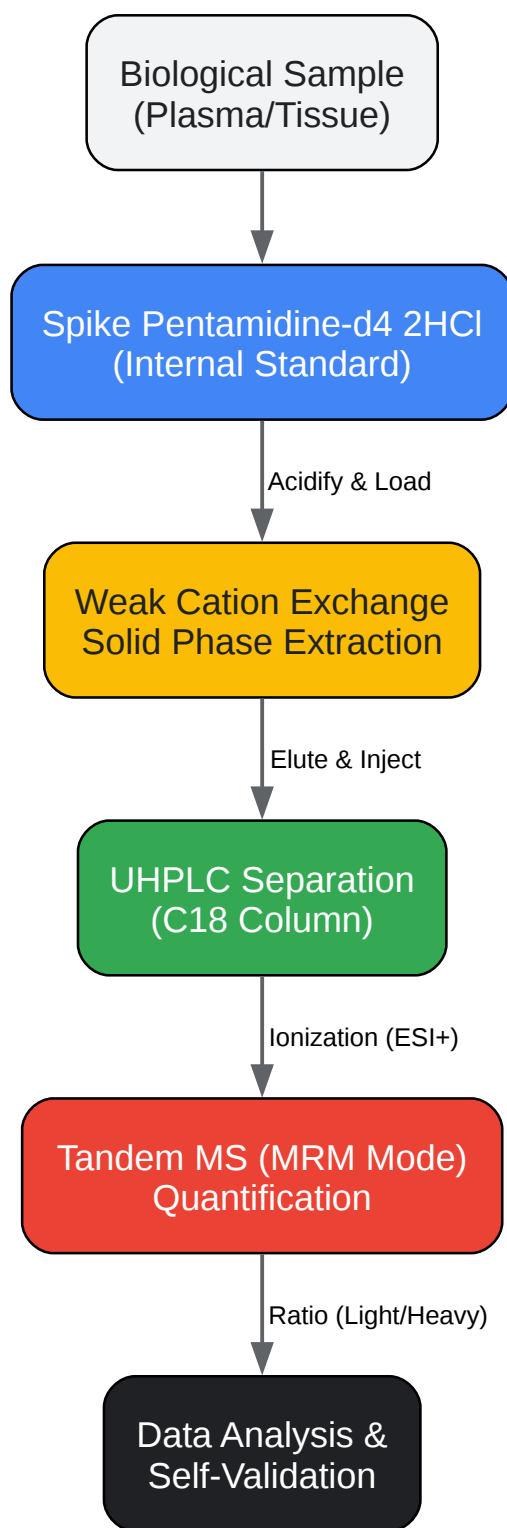 Biological Sample
(Plasma/Tissue)
Spike Pentamidine-d4 2HCl
(Internal Standard)
Acidify & Load
Weak Cation Exchange
Solid Phase Extraction
Elute & Inject
UHPLC Separation
(C18 Column)
Ionization (ESI+)
Tandem MS (MRM Mode)
Quantification
Ratio (Light/Heavy)
Data Analysis &
Self-Validation